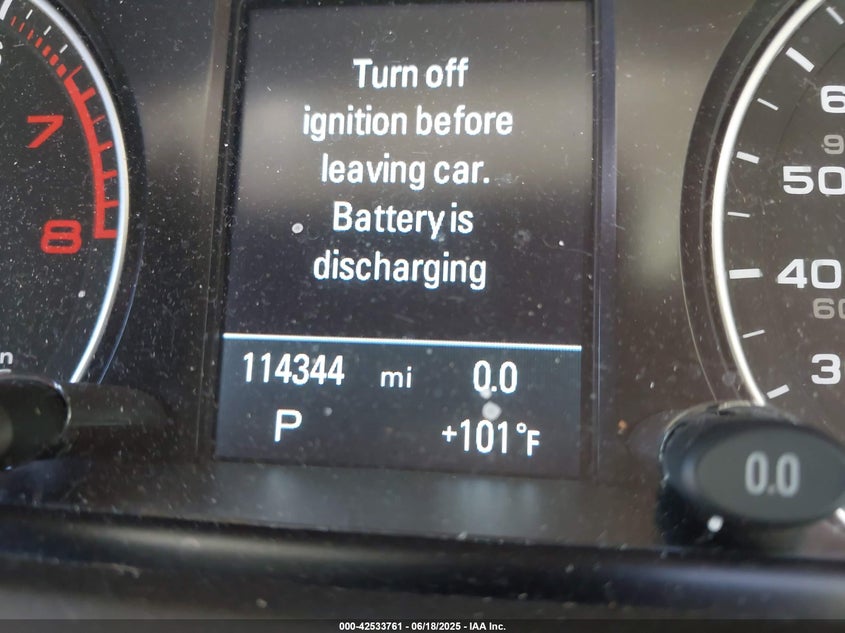 Turn off
ignition before
leaving car.
Battery is
discharging
114344 mi 0.0
P +101°F
7
8
50
40
0.0
000-42533761 - 06/18/2025 - IAA Inc.